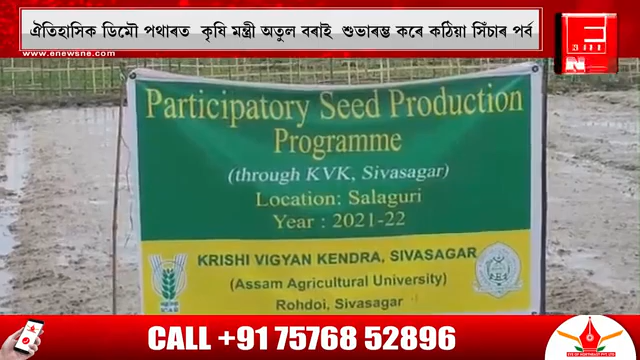 ঐতিহাসিক ডিমৌ পথাৰত কৃষি মন্ত্ৰী অতুল বৰাই শুভাৰম্ভ কৰে কঠিয়া সিঁচাৰ পৰ্ব
www.enewsne.com
Participatory Seed Production
Programme
(through KVK, Sivasagar)
Location: Salaguri
Year : 2021-22
KRISHI VIGYAN KENDRA, SIVASAGAR
(Assam Agricultural University)
Rohdoi, Sivasagar
CALL +91 75768 52896